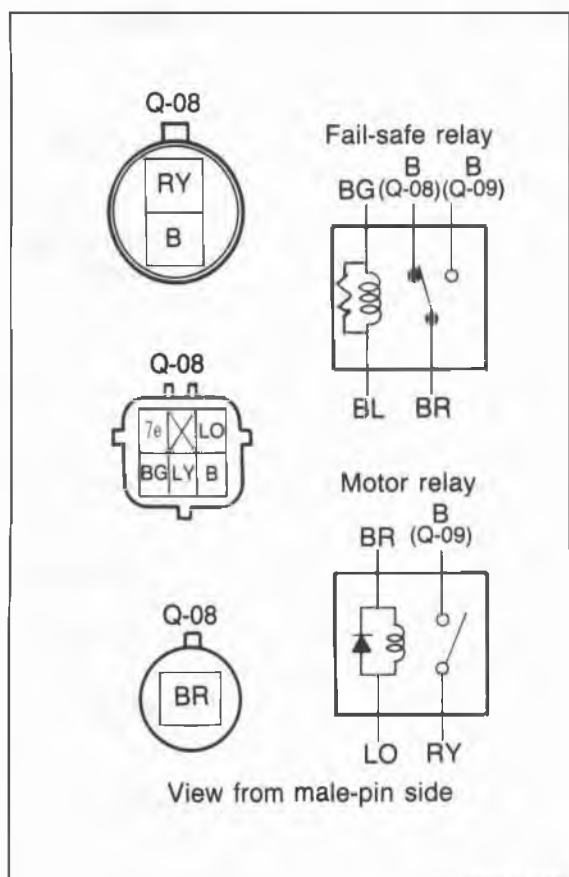 Q-08
RY
B
Q-08
7e LO
BG LY B
Q-08
BR
Fail-safe relay
B B
BG (Q-08) (Q-09)
BL BR
Motor relay
B
BR (Q-09)
LO RY
View from male-pin side